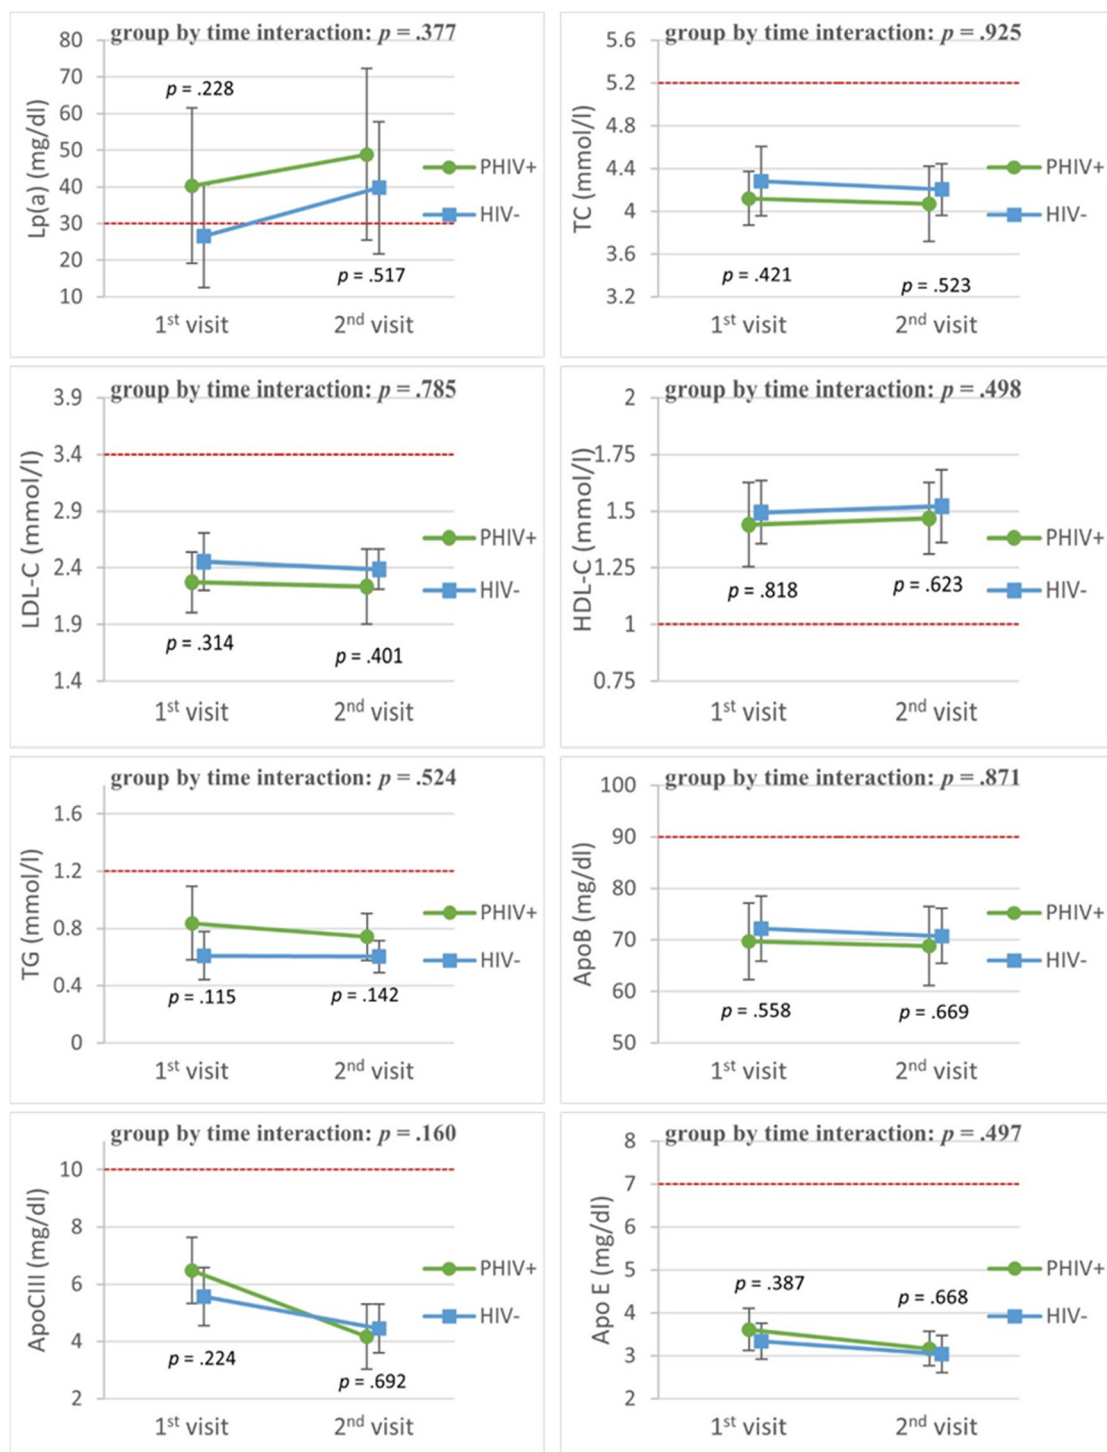 group by time interaction: p = .377
80
70
60
50
40
30
20
10
Lp(a) (mg/dl)
p = .228
p = .517
PHIV+
HIV-
1st visit
2nd visit
group by time interaction: p = .925
5.6
5.2
4.8
4.4
4
3.6
3.2
TC (mmol/l)
p = .421
p = .523
PHIV+
HIV-
1st visit
2nd visit
group by time interaction: p = .785
3.9
3.4
2.9
2.4
1.9
1.4
LDL-C (mmol/l)
p = .314
p = .401
PHIV+
HIV-
1st visit
2nd visit
group by time interaction: p = .498
2
1.75
1.5
1.25
1
0.75
HDL-C (mmol/l)
p = .818
p = .623
PHIV+
HIV-
1st visit
2nd visit
group by time interaction: p = .524
1.6
1.2
0.8
0.4
0
TG (mmol/l)
p = .115
p = .142
PHIV+
HIV-
1st visit
2nd visit
group by time interaction: p = .871
100
90
80
70
60
50
ApoB (mg/dl)
p = .558
p = .669
PHIV+
HIV-
1st visit
2nd visit
group by time interaction: p = .160
10
8
6
4
2
ApoCIII (mg/dl)
p = .224
p = .692
PHIV+
HIV-
1st visit
2nd visit
group by time interaction: p = .497
8
7
6
5
4
3
2
Apo E (mg/dl)
p = .387
p = .668
PHIV+
HIV-
1st visit
2nd visit